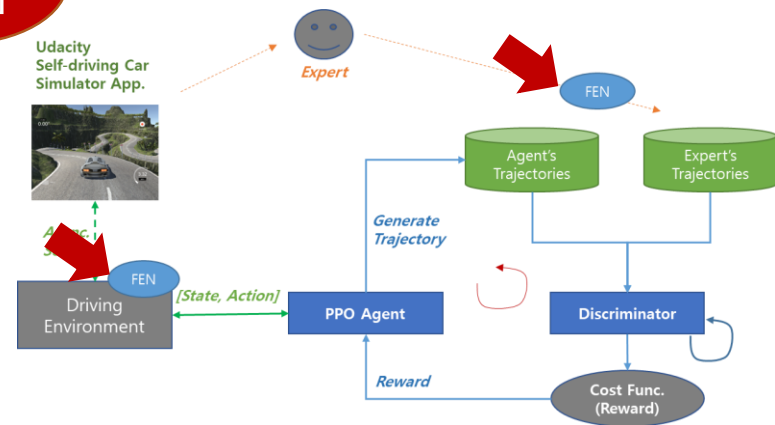 Udacity
Self-driving Car
Simulator App.
Expert
FEN
Agent's
Trajectories
Expert's
Trajectories
Generate
Trajectory
FEN
Driving
Environment
[State, Action]
PPO Agent
Discriminator
Reward
Cost Func.
(Reward)